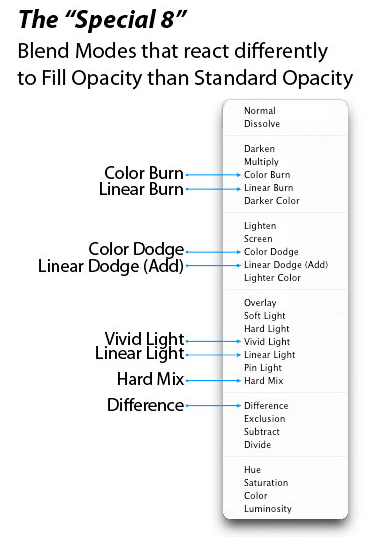 The “Special 8”
Blend Modes that react differently
to Fill Opacity than Standard Opacity
Normal
Dissolve
Darken
Multiply
Color Burn Color Burn
Linear Burn Linear Burn
Darker Color
Lighten
Screen
Color Dodge Color Dodge
Linear Dodge (Add) Linear Dodge (Add)
Lighter Color
Overlay
Soft Light
Hard Light
Vivid Light Vivid Light
Linear Light Linear Light
Pin Light
Hard Mix Hard Mix
Difference Difference
Exclusion
Subtract
Divide
Hue
Saturation
Color
Luminosity